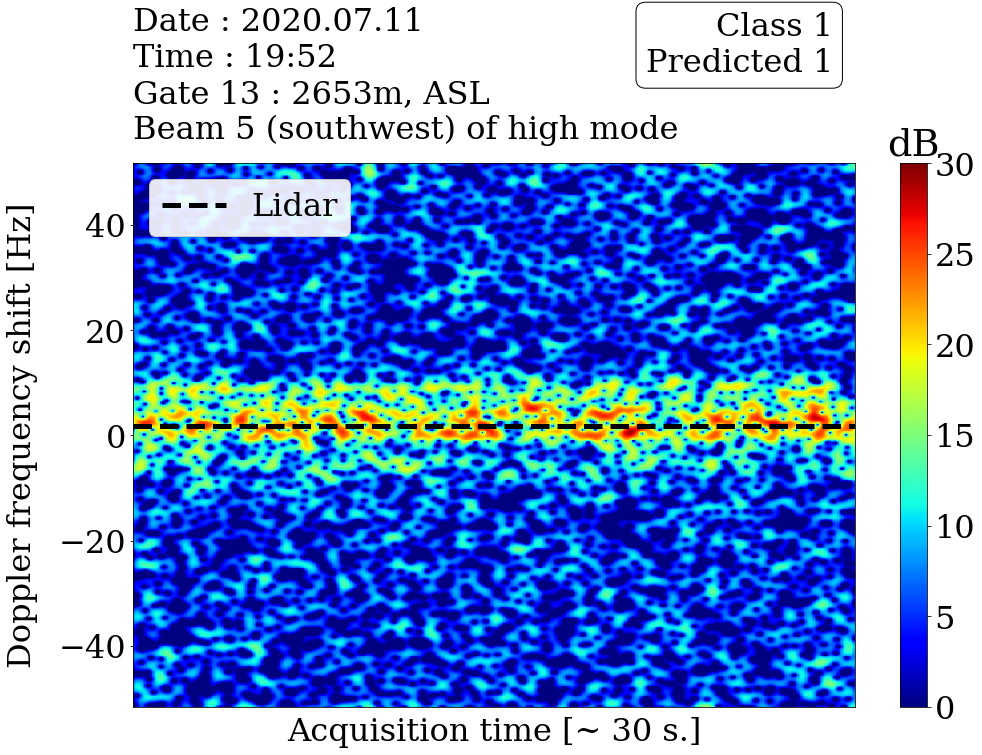 Date : 2020.07.11
Time : 19:52
Gate 13 : 2653m, ASL
Beam 5 (southwest) of high mode
Class 1
Predicted 1
dB
Lidar
Doppler frequency shift [Hz]
40
20
0
−20
−40
30
25
20
15
10
5
0
Acquisition time [~ 30 s.]